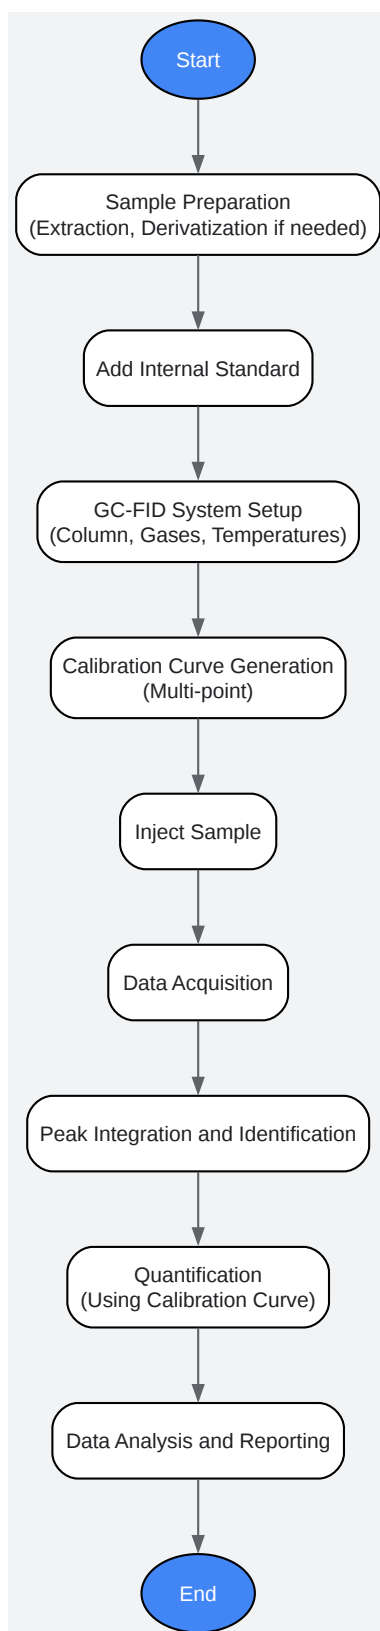 Start
Sample Preparation
(Extraction, Derivatization if needed)
Add Internal Standard
GC-FID System Setup
(Column, Gases, Temperatures)
Calibration Curve Generation
(Multi-point)
Inject Sample
Data Acquisition
Peak Integration and Identification
Quantification
(Using Calibration Curve)
Data Analysis and Reporting
End